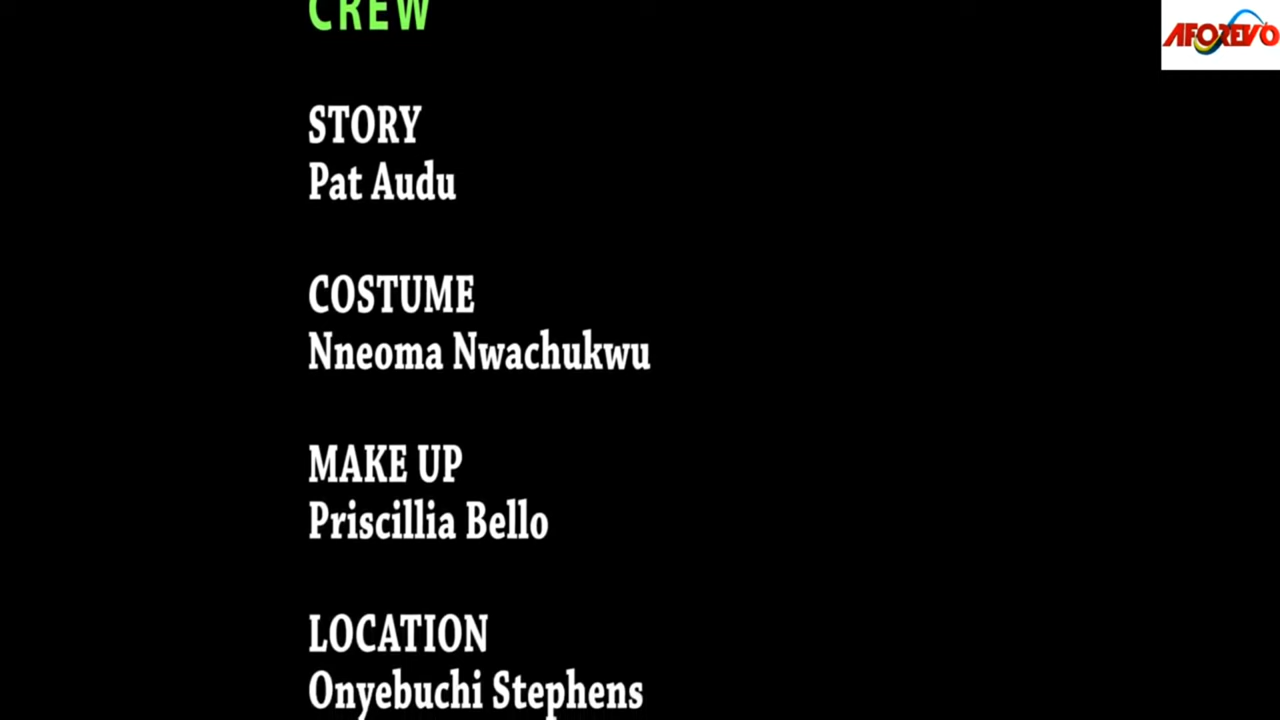 CREW
AFOREVO
STORY
Pat Audu
COSTUME
Nneoma Nwachukwu
MAKE UP
Priscillia Bello
LOCATION
Onyebuchi Stephens